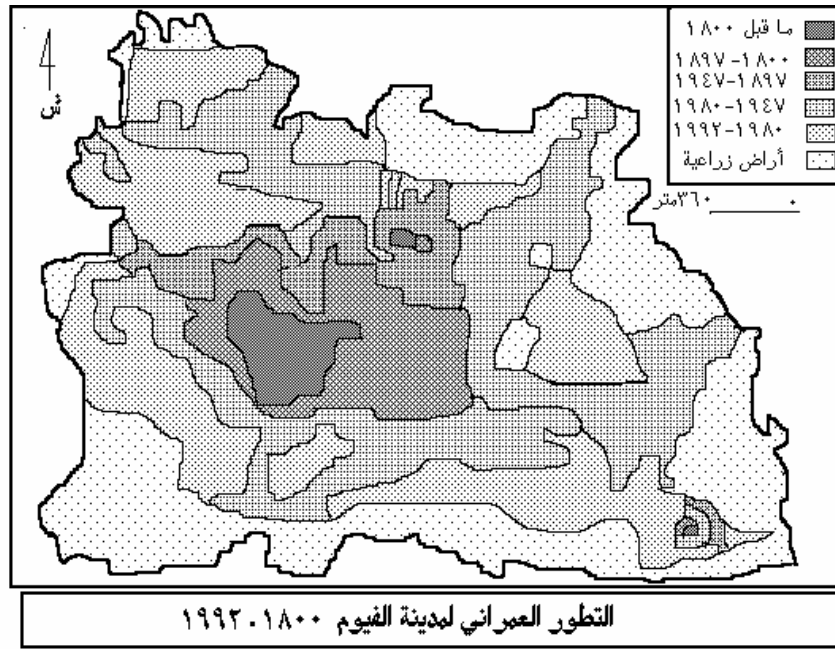 ما قبل ١٨٠٠
١٨٠٠-١٨٩٧
١٨٩٧-١٩٤٧
١٩٤٧-١٩٨٠
١٩٨٠-١٩٩٢
أراض زراعية
ش
٠ ٣٦٠متر
التطور العمراني لمدينة الفيوم ١٨٠٠-١٩٩٢